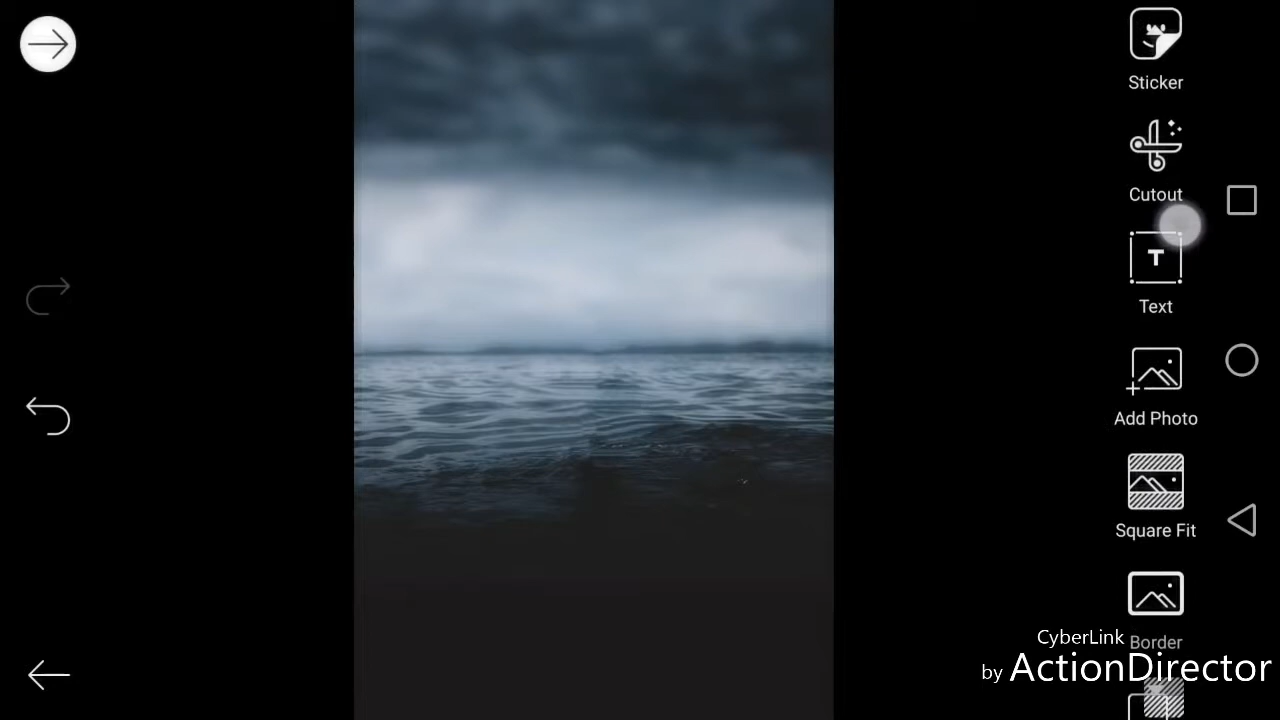 Sticker
Cutout
T
Text
Add Photo
Square Fit
Border
CyberLink
by ActionDirector